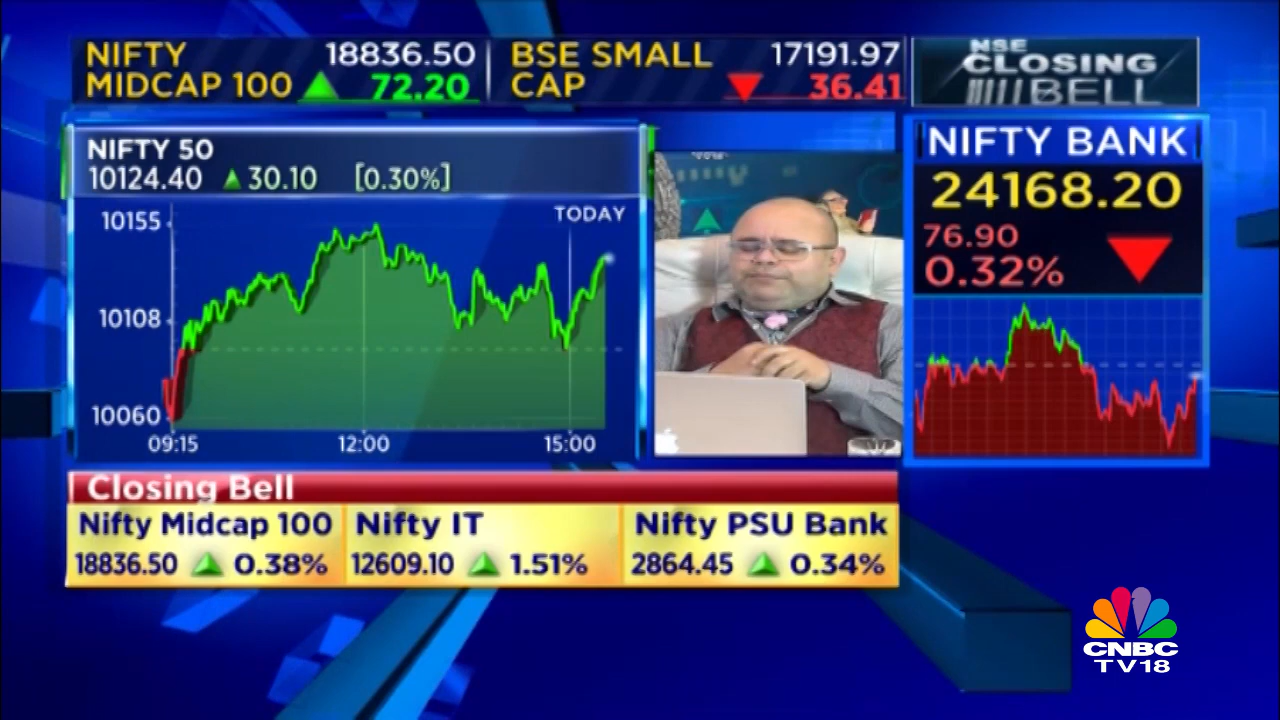 NIFTY
MIDCAP 100
18836.50
72.20
BSE SMALL
CAP
17191.97
36.41
NSE
CLOSING
BELL
NIFTY 50
10124.40 30.10 [0.30%]
TODAY
10155
10108
10060
09:15 12:00 15:00
NIFTY BANK
24168.20
76.90
0.32%
Closing Bell
Nifty Midcap 100
18836.50 0.38%
Nifty IT
12609.10 1.51%
Nifty PSU Bank
2864.45 0.34%
CNBC
TV18